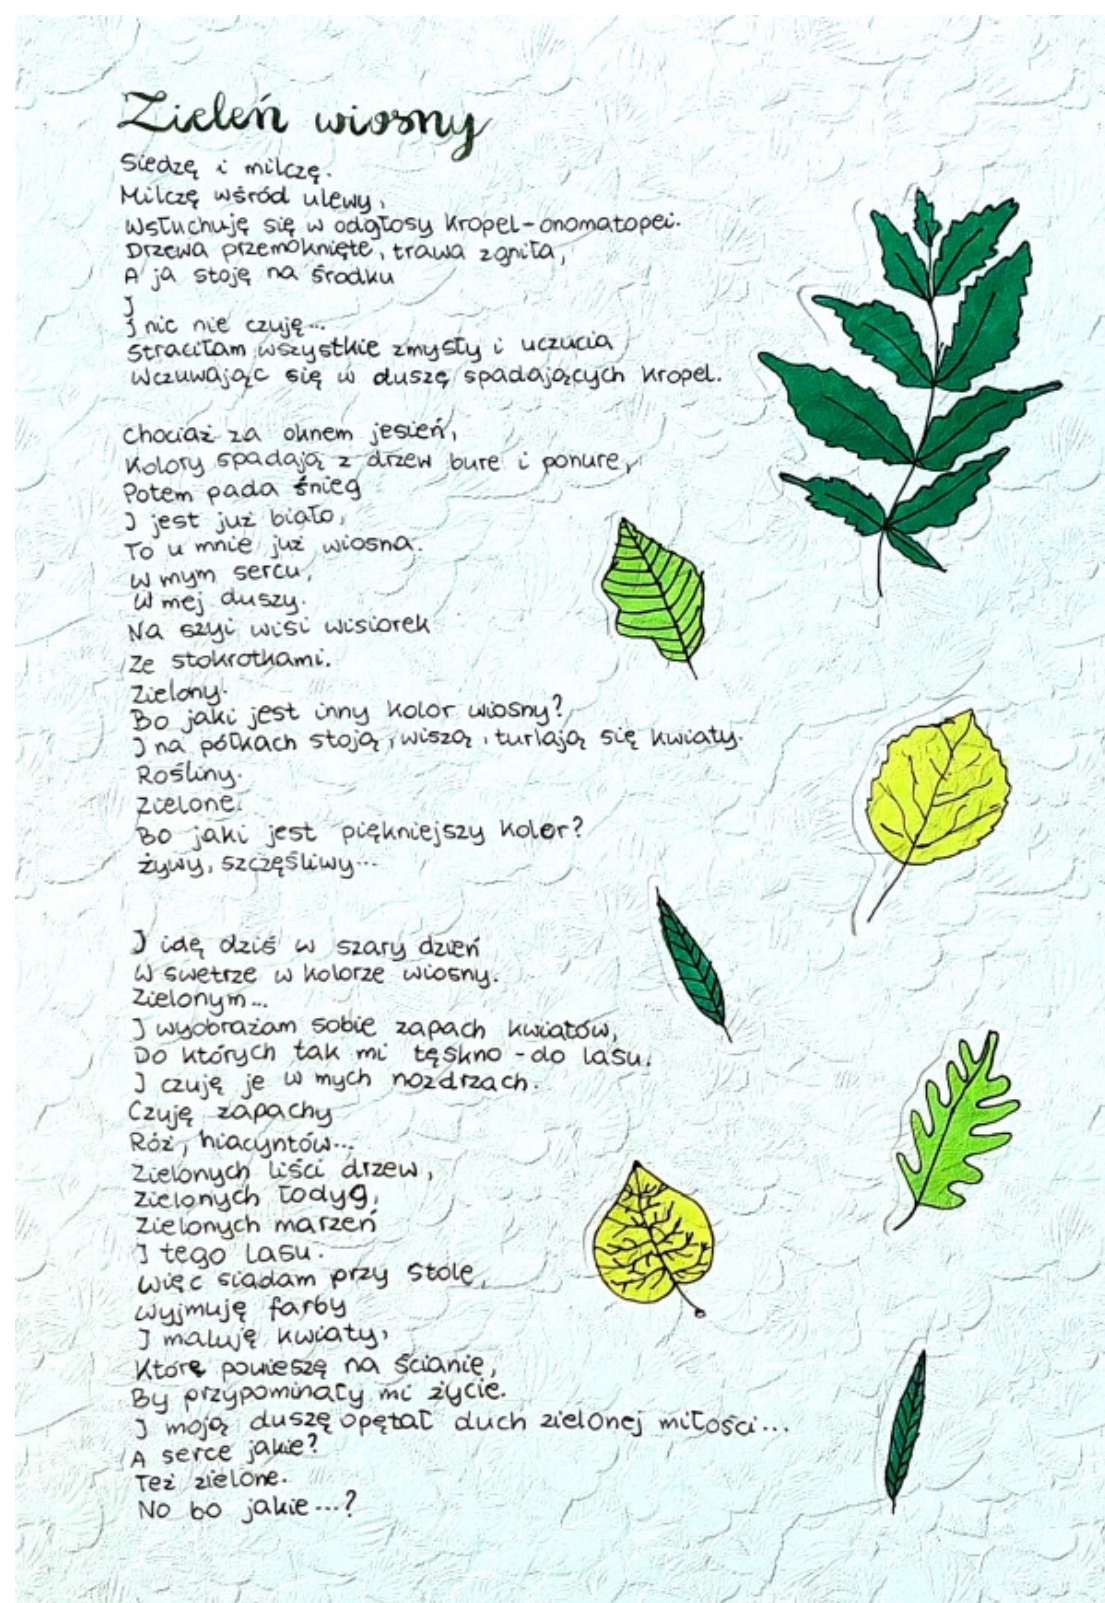 Zieleń wiosny
Siedzę i milczę.
Milczę wśród ulewy,
Wsłuchuję się w odgłosy kropel-onomatopei.
Drzewa przemoknięte, trawa zgniła,
A ja stoję na środku
I
I nic nie czuję...
Straciłam wszystkie zmysły i uczucia
Wczuwając się w duszę spadających kropel.
Chociaż za oknem jesień,
Kolory spadają z drzew bure i ponure,
Potem pada śnieg
I jest już biało,
To u mnie już wiosna.
W mym sercu,
W mej duszy.
Na szyi wisi wisiorek
Ze stokrotkami.
Zielony.
Bo jaki jest inny kolor wiosny?
I na półkach stoją, wiszą, turlają się kwiaty.
Rośliny.
Zielone.
Bo jaki jest piękniejszy kolor?
Żywy, szczęśliwy...
I idę dziś w szary dzień
W swetrze w kolorze wiosny.
Zielonym...
I wyobrażam sobie zapach kwiatów,
Do których tak mi tęskno - do lasu.
I czuję je w mych nozdrzach.
Czuję zapachy
Róż, hiacyntów...
Zielonych liści drzew,
Zielonych łodyg,
Zielonych marzeń
I tego lasu.
Więc siadam przy stole,
Wyjmuję farby
I maluję kwiaty,
Które powieszę na ścianie,
By przypominały mi życie.
I moją duszę opętał duch zielonej miłości...
A serce jakie?
Też zielone.
No bo jakie...?